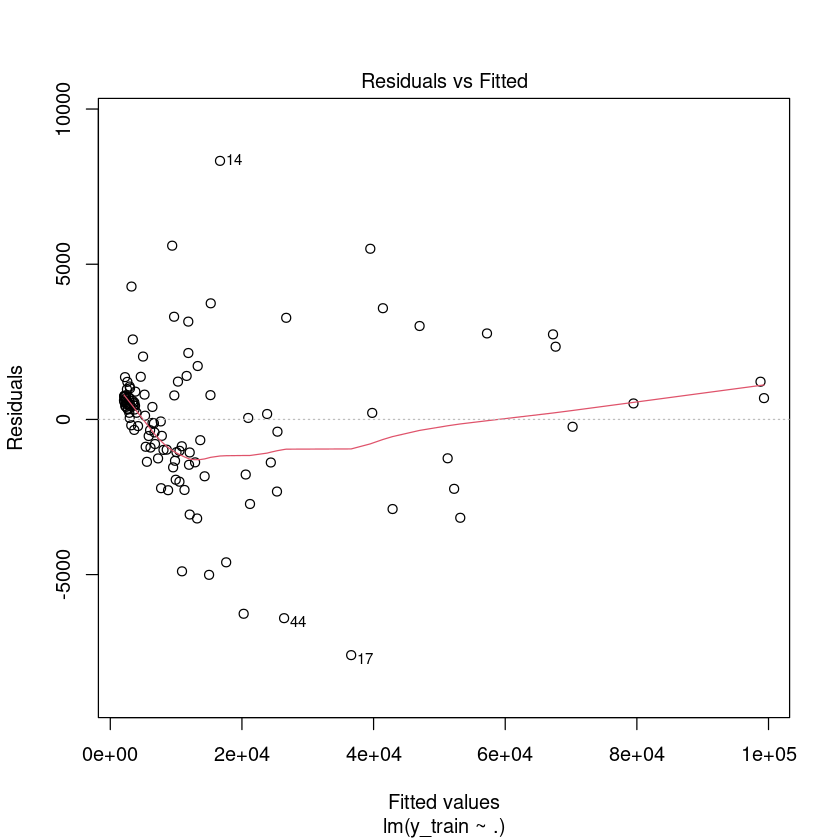 Residuals vs Fitted
10000
5000
0
-5000
Residuals
14
44
17
0e+00 2e+04 4e+04 6e+04 8e+04 1e+05
Fitted values
lm(y_train ~ .)